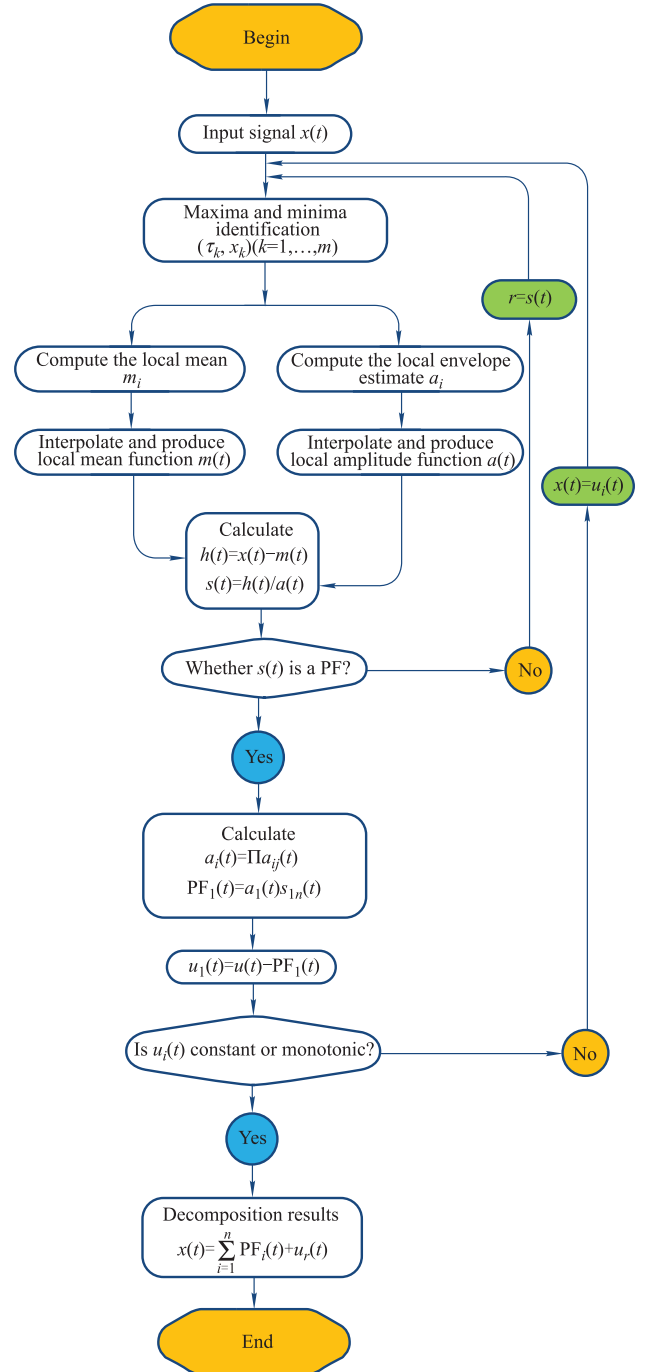 Begin
Input signal x(t)
Maxima and minima
identification
(τₖ, xₖ)(k=1,…,m)
r=s(t)
Compute the local mean
mᵢ
Compute the local envelope
estimate aᵢ
Interpolate and produce
local mean function m(t)
Interpolate and produce
local amplitude function a(t)
x(t)=uᵢ(t)
Calculate
h(t)=x(t)−m(t)
s(t)=h(t)/a(t)
Whether s(t) is a PF?
No
Yes
Calculate
aᵢ(t)=Πaᵢⱼ(t)
PF₁(t)=a₁(t)s₁ₙ(t)
u₁(t)=u(t)−PF₁(t)
Is uᵢ(t) constant or monotonic?
No
Yes
Decomposition results
x(t)=∑ⁿᵢ₌₁ PFᵢ(t)+uᵣ(t)
End